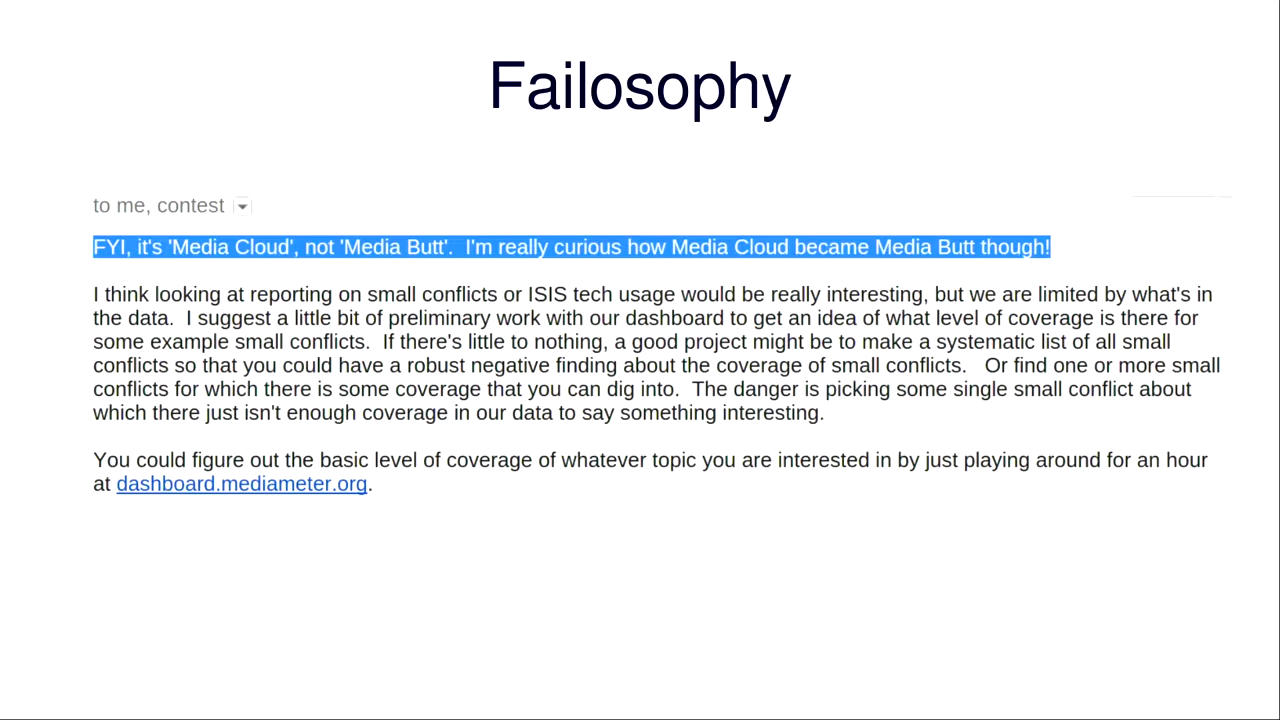 Failosophy
to me, contest
FYI, it's 'Media Cloud', not 'Media Butt'.  I'm really curious how Media Cloud became Media Butt though!
I think looking at reporting on small conflicts or ISIS tech usage would be really interesting, but we are limited by what's in
the data.  I suggest a little bit of preliminary work with our dashboard to get an idea of what level of coverage is there for
some example small conflicts.  If there's little to nothing, a good project might be to make a systematic list of all small
conflicts so that you could have a robust negative finding about the coverage of small conflicts.   Or find one or more small
conflicts for which there is some coverage that you can dig into.  The danger is picking some single small conflict about
which there just isn't enough coverage in our data to say something interesting.
You could figure out the basic level of coverage of whatever topic you are interested in by just playing around for an hour
at dashboard.mediameter.org.